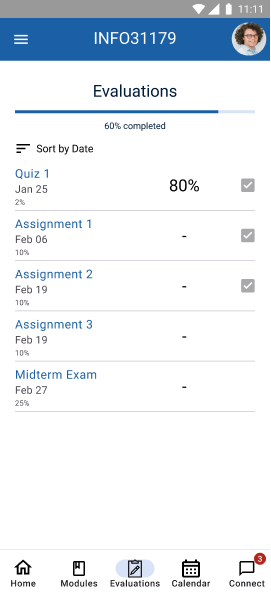 11:11
INFO31179
Evaluations
60% completed
Sort by Date
Quiz 1
Jan 25
2%
80%
Assignment 1
Feb 06
10%
-
Assignment 2
Feb 19
10%
-
Assignment 3
Feb 19
10%
-
Midterm Exam
Feb 27
25%
-
3
Home Modules Evaluations Calendar Connect